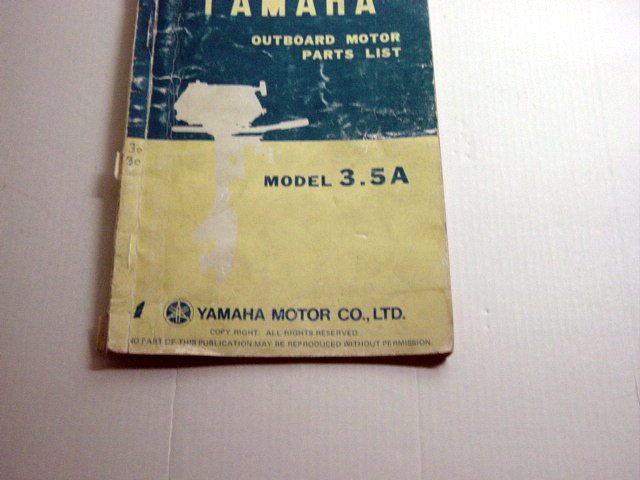 YAMAHA
OUTBOARD MOTOR
PARTS LIST
MODEL 3.5A
YAMAHA MOTOR CO., LTD.
COPY RIGHT. ALL RIGHTS RESERVED.
NO PART OF THIS PUBLICATION MAY BE REPRODUCED WITHOUT PERMISSION.